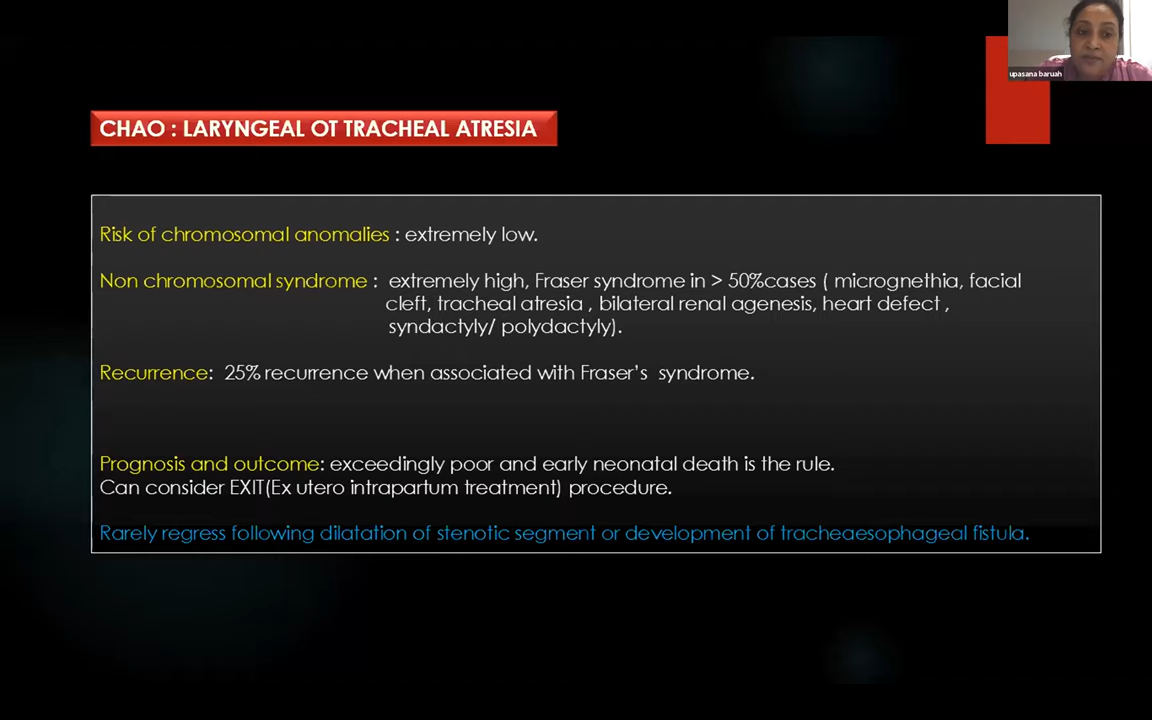 upasana baruah
CHAO : LARYNGEAL OT TRACHEAL ATRESIA
Risk of chromosomal anomalies : extremely low.
Non chromosomal syndrome : extremely high, Fraser syndrome in > 50%cases ( micrognethia, facial
cleft, tracheal atresia , bilateral renal agenesis, heart defect ,
syndactyly/ polydactyly).
Recurrence: 25% recurrence when associated with Fraser's syndrome.
Prognosis and outcome: exceedingly poor and early neonatal death is the rule.
Can consider EXIT(Ex utero intrapartum treatment) procedure.
Rarely regress following dilatation of stenotic segment or development of tracheaesophageal fistula.